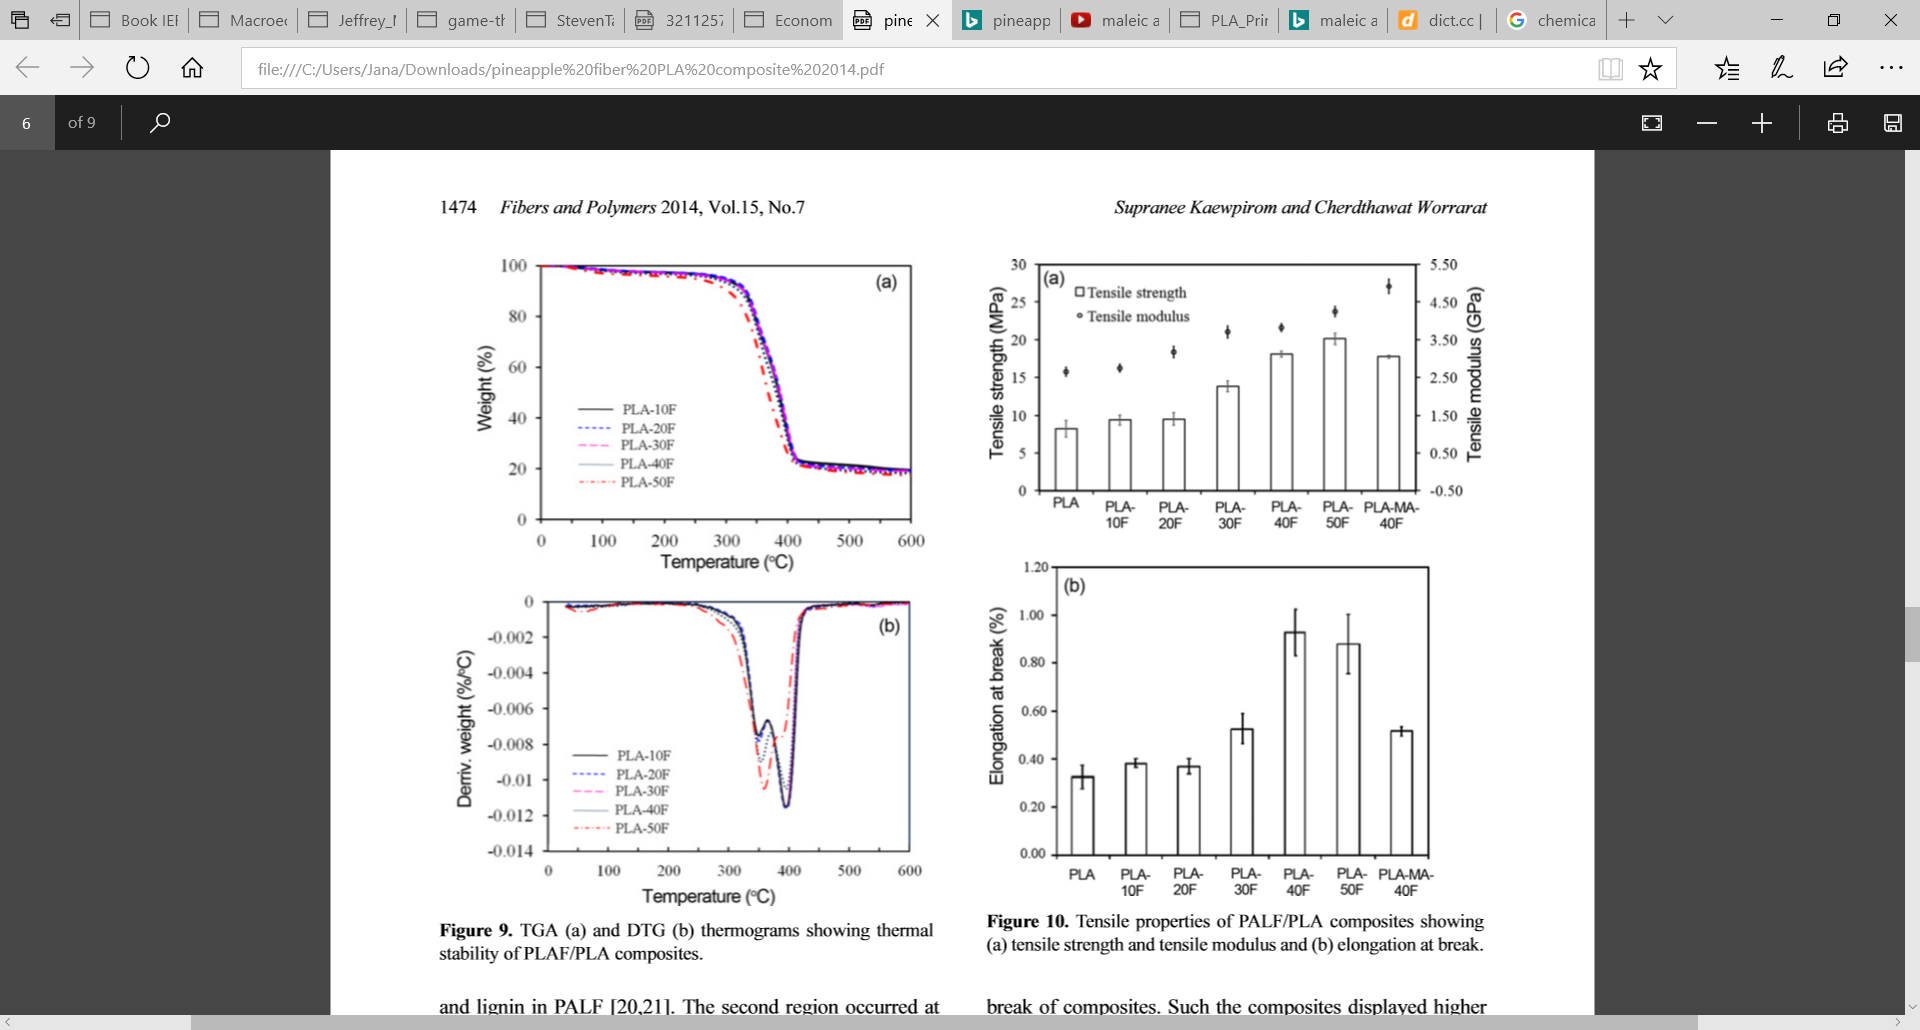 Book IEF
Macroec
Jeffrey_M
game-th
StevenTa
3211257
Econom
pine
pineapp
maleic a
PLA_Prin
maleic a
dict.cc |
chemica
file:///C:/Users/Jana/Downloads/pineapple%20fiber%20PLA%20composite%202014.pdf
6 of 9
1474 Fibers and Polymers 2014, Vol.15, No.7
Supranee Kaewpirom and Cherdthawat Worrarat
(a)
Weight (%)
100
80
60
40
20
0
PLA-10F
PLA-20F
PLA-30F
PLA-40F
PLA-50F
0 100 200 300 400 500 600
Temperature (°C)
(b)
Derriv. weight (%/°C)
0
-0.002
-0.004
-0.006
-0.008
-0.01
-0.012
-0.014
PLA-10F
PLA-20F
PLA-30F
PLA-40F
PLA-50F
0 100 200 300 400 500 600
Temperature (°C)
Figure 9. TGA (a) and DTG (b) thermograms showing thermal
stability of PLAF/PLA composites.
and lignin in PALF [20,21]. The second region occurred at
(a)
Tensile strength
Tensile modulus
Tensile strength (MPa)
30
25
20
15
10
5
0
Tensile modulus (GPa)
5.50
4.50
3.50
2.50
1.50
0.50
-0.50
PLA PLA- PLA- PLA- PLA- PLA- PLA-MA-
10F 20F 30F 40F 50F 40F
(b)
Elongation at break (%)
1.20
1.00
0.80
0.60
0.40
0.20
0.00
PLA PLA- PLA- PLA- PLA- PLA- PLA-MA-
10F 20F 30F 40F 50F 40F
Figure 10. Tensile properties of PALF/PLA composites showing
(a) tensile strength and tensile modulus and (b) elongation at break.
break of composites. Such the composites displayed higher